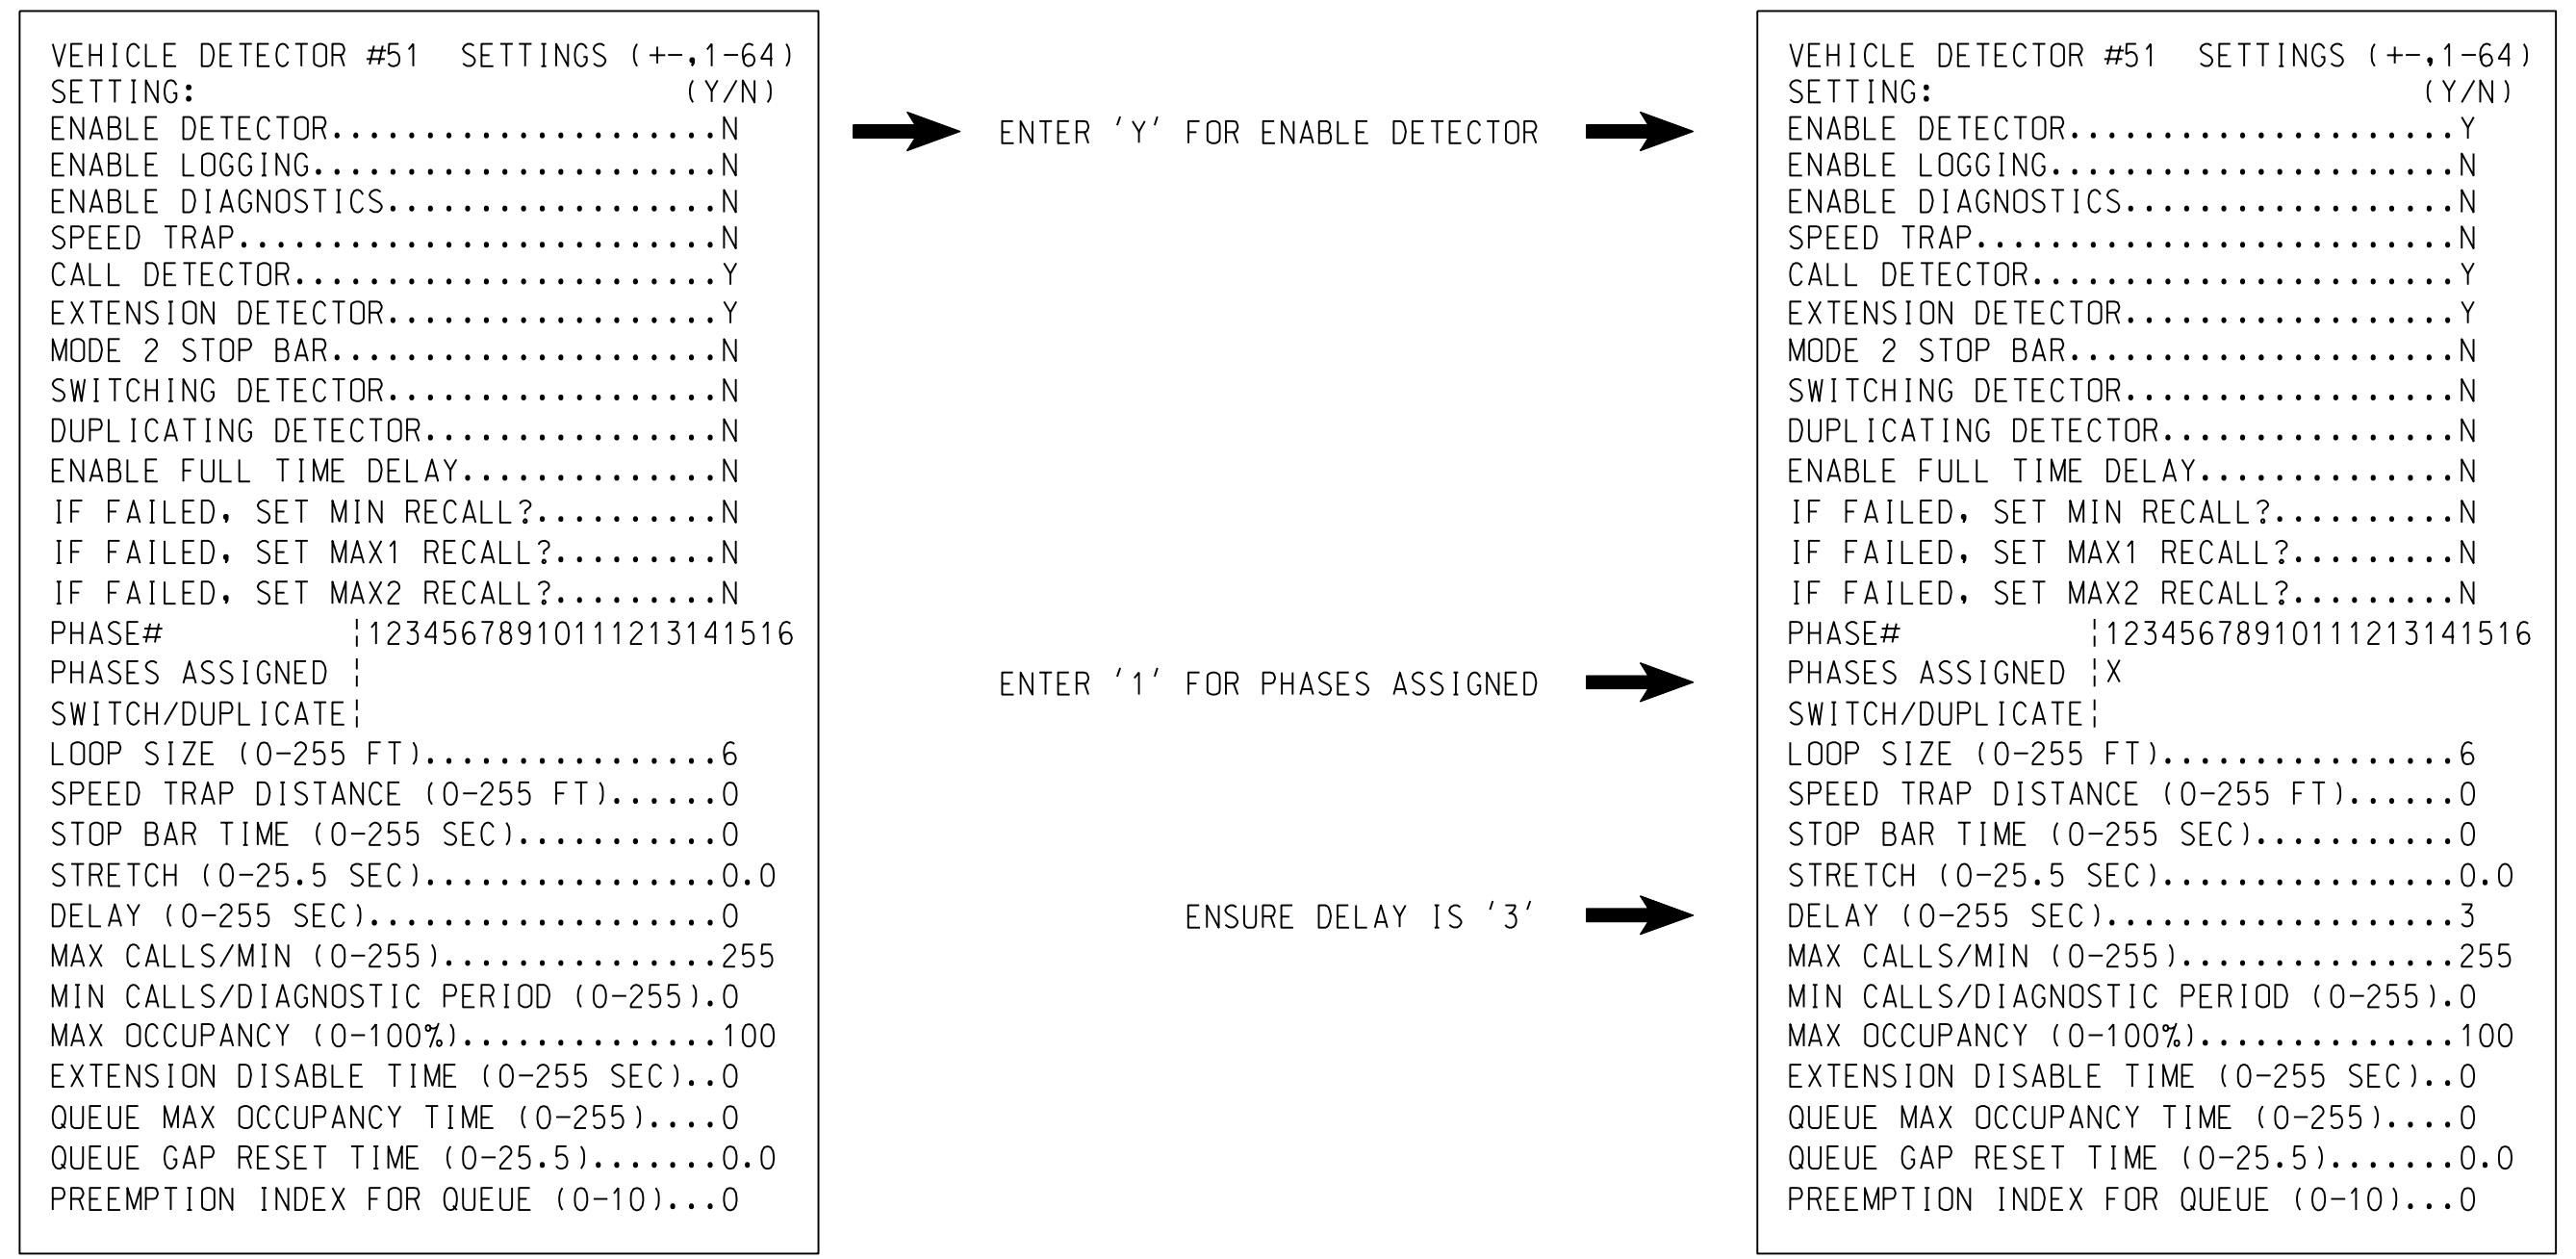 VEHICLE DETECTOR #51 SETTINGS (+-,1-64)
SETTING: (Y/N)
ENABLE DETECTOR.....................N
ENABLE LOGGING......................N
ENABLE DIAGNOSTICS..................N
SPEED TRAP..........................N
CALL DETECTOR.......................Y
EXTENSION DETECTOR..................Y
MODE 2 STOP BAR.....................N
SWITCHING DETECTOR..................N
DUPLICATING DETECTOR................N
ENABLE FULL TIME DELAY..............N
IF FAILED, SET MIN RECALL?..........N
IF FAILED, SET MAX1 RECALL?.........N
IF FAILED, SET MAX2 RECALL?.........N
PHASE# ¦12345678910111213141516
PHASES ASSIGNED ¦
SWITCH/DUPLICATE¦
LOOP SIZE (0-255 FT)................6
SPEED TRAP DISTANCE (0-255 FT)......0
STOP BAR TIME (0-255 SEC)...........0
STRETCH (0-25.5 SEC)................0.0
DELAY (0-255 SEC)...................0
MAX CALLS/MIN (0-255)...............255
MIN CALLS/DIAGNOSTIC PERIOD (0-255).0
MAX OCCUPANCY (0-100%)..............100
EXTENSION DISABLE TIME (0-255 SEC)..0
QUEUE MAX OCCUPANCY TIME (0-255)....0
QUEUE GAP RESET TIME (0-25.5).......0.0
PREEMPTION INDEX FOR QUEUE (0-10)...0
ENTER 'Y' FOR ENABLE DETECTOR
ENTER '1' FOR PHASES ASSIGNED
ENSURE DELAY IS '3'
VEHICLE DETECTOR #51 SETTINGS (+-,1-64)
SETTING: (Y/N)
ENABLE DETECTOR.....................Y
ENABLE LOGGING......................N
ENABLE DIAGNOSTICS..................N
SPEED TRAP..........................N
CALL DETECTOR.......................Y
EXTENSION DETECTOR..................Y
MODE 2 STOP BAR.....................N
SWITCHING DETECTOR..................N
DUPLICATING DETECTOR................N
ENABLE FULL TIME DELAY..............N
IF FAILED, SET MIN RECALL?..........N
IF FAILED, SET MAX1 RECALL?.........N
IF FAILED, SET MAX2 RECALL?.........N
PHASE# ¦12345678910111213141516
PHASES ASSIGNED ¦X
SWITCH/DUPLICATE¦
LOOP SIZE (0-255 FT)................6
SPEED TRAP DISTANCE (0-255 FT)......0
STOP BAR TIME (0-255 SEC)...........0
STRETCH (0-25.5 SEC)................0.0
DELAY (0-255 SEC)...................3
MAX CALLS/MIN (0-255)...............255
MIN CALLS/DIAGNOSTIC PERIOD (0-255).0
MAX OCCUPANCY (0-100%)..............100
EXTENSION DISABLE TIME (0-255 SEC)..0
QUEUE MAX OCCUPANCY TIME (0-255)....0
QUEUE GAP RESET TIME (0-25.5).......0.0
PREEMPTION INDEX FOR QUEUE (0-10)...0